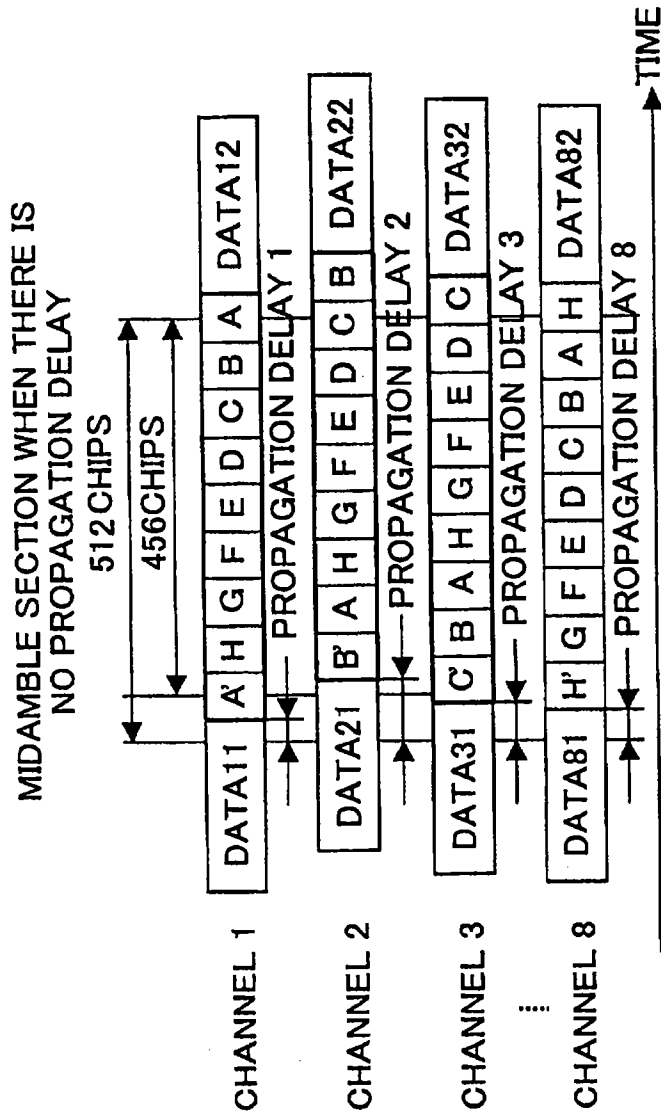 MIDAMBLE SECTION WHEN THERE IS
NO PROPAGATION DELAY
512 CHIPS
456CHIPS
CHANNEL 1
DATA11 A' H G F E D C B A DATA12
PROPAGATION DELAY 1
CHANNEL 2
DATA21 B' A H G F E D C B DATA22
PROPAGATION DELAY 2
CHANNEL 3
DATA31 C' B A H G F E D C DATA32
PROPAGATION DELAY 3
CHANNEL 8
DATA81 H' G F E D C B A H DATA82
PROPAGATION DELAY 8
TIME